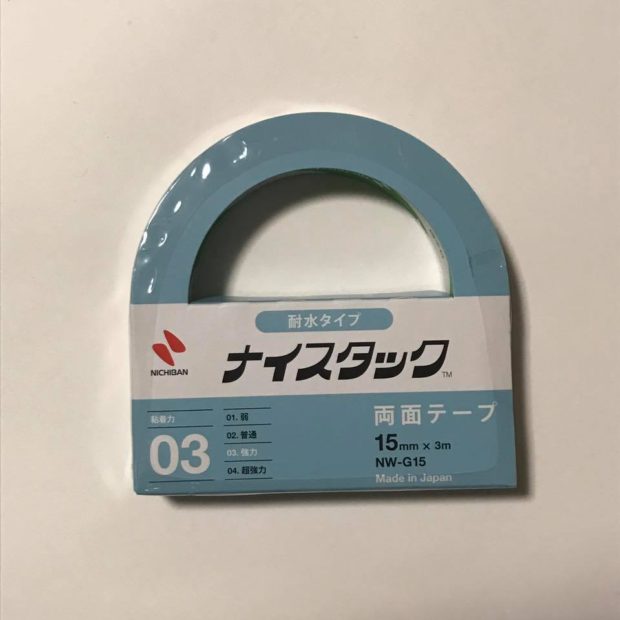 耐水タイプ
NICHIBAN
ナイスタック™
粘着力
03
01. 弱
02. 普通
03. 強力
04. 超強力
両面テープ
15mm × 3m
NW-G15
Made in Japan